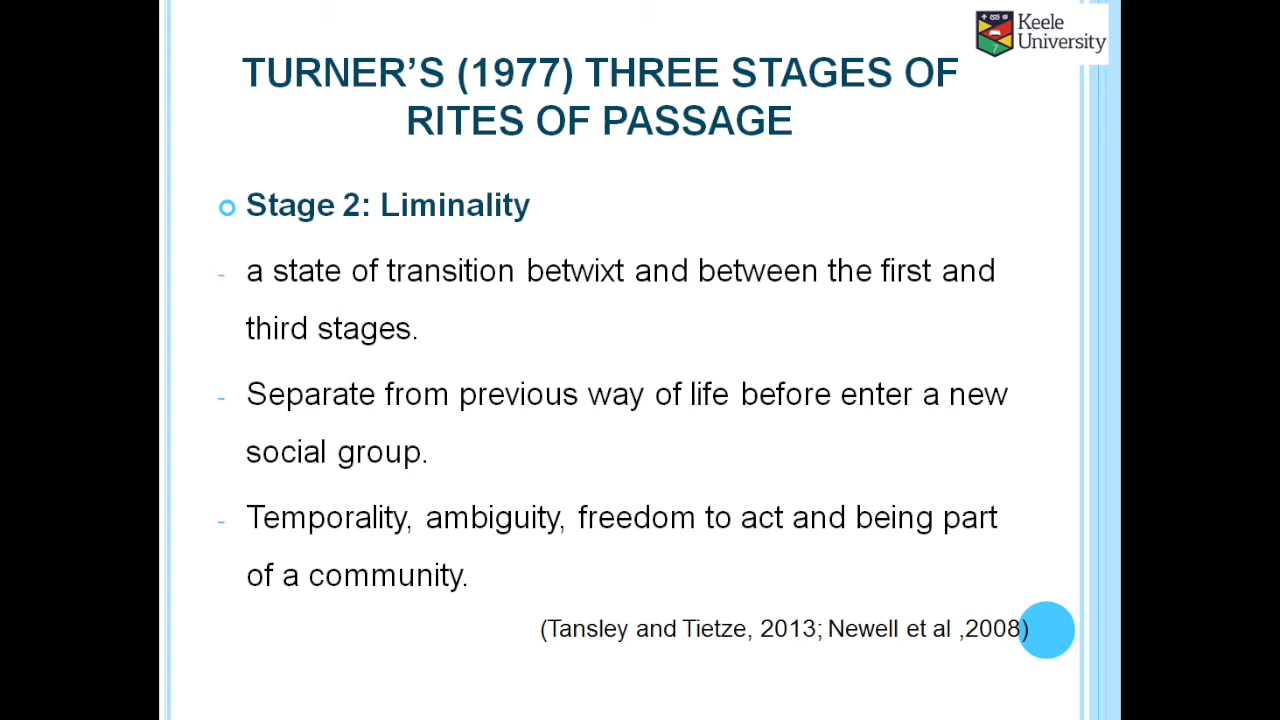 Keele
University
TURNER’S (1977) THREE STAGES OF
RITES OF PASSAGE
Stage 2: Liminality
- a state of transition betwixt and between the first and
third stages.
- Separate from previous way of life before enter a new
social group.
- Temporality, ambiguity, freedom to act and being part
of a community.
(Tansley and Tietze, 2013; Newell et al ,2008)